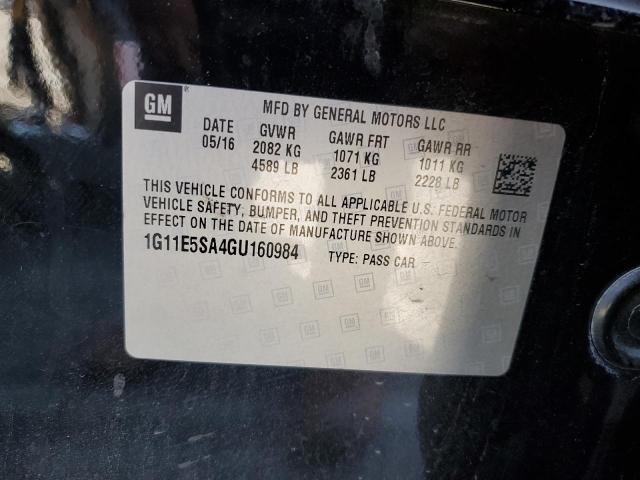 GM
MFD BY GENERAL MOTORS LLC
DATE GVWR GAWR FRT GAWR RR
05/16 2082 KG 1071 KG 1011 KG
4589 LB 2361 LB 2228 LB
THIS VEHICLE CONFORMS TO ALL APPLICABLE U.S. FEDERAL MOTOR
VEHICLE SAFETY, BUMPER, AND THEFT PREVENTION STANDARDS IN
EFFECT ON THE DATE OF MANUFACTURE SHOWN ABOVE.
1G11E5SA4GU160984 TYPE: PASS CAR